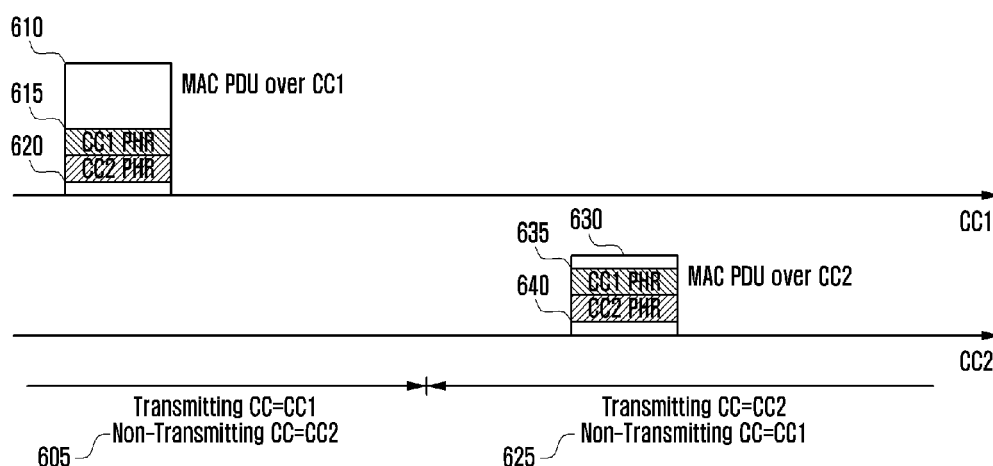 610
MAC PDU over CC1
615
CC1 PHR
620
CC2 PHR
CC1
630
635
MAC PDU over CC2
CC1 PHR
640
CC2 PHR
CC2
Transmitting CC=CC1
Non-Transmitting CC=CC2
605
Transmitting CC=CC2
Non-Transmitting CC=CC1
625